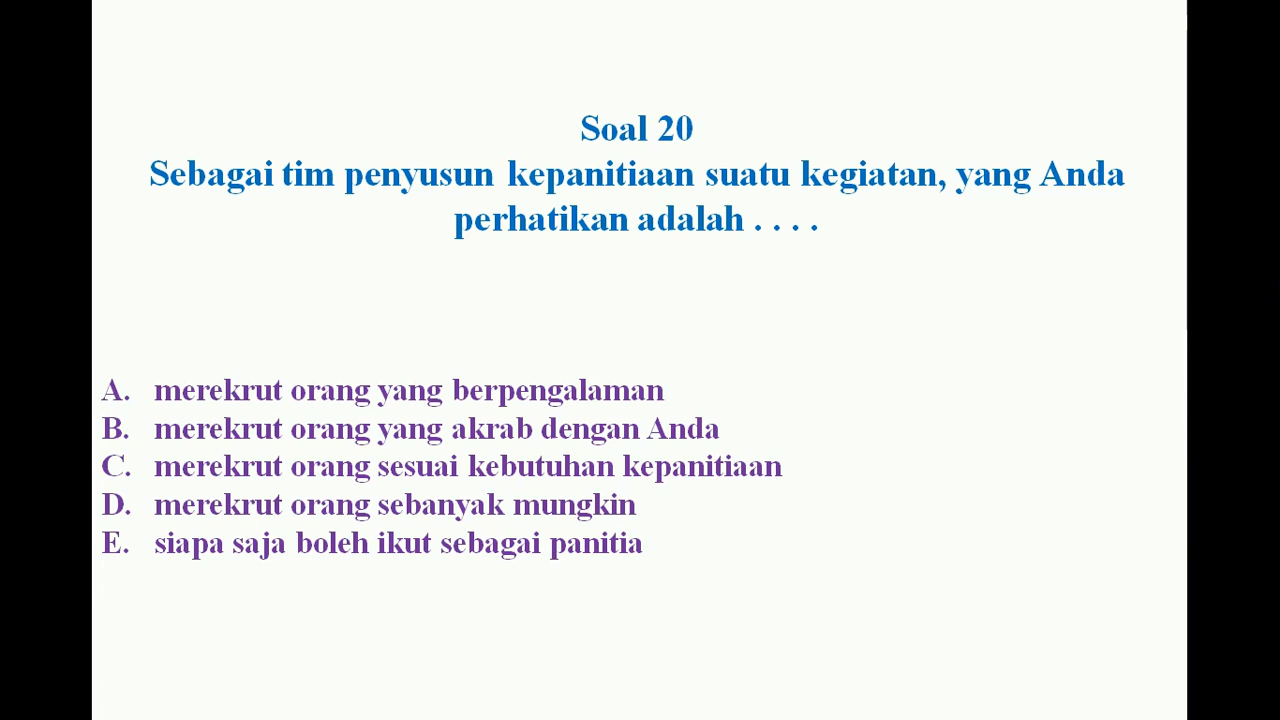 Soal 20
Sebagai tim penyusun kepanitiaan suatu kegiatan, yang Anda
perhatikan adalah . . . .
A. merekrut orang yang berpengalaman
B. merekrut orang yang akrab dengan Anda
C. merekrut orang sesuai kebutuhan kepanitiaan
D. merekrut orang sebanyak mungkin
E. siapa saja boleh ikut sebagai panitia